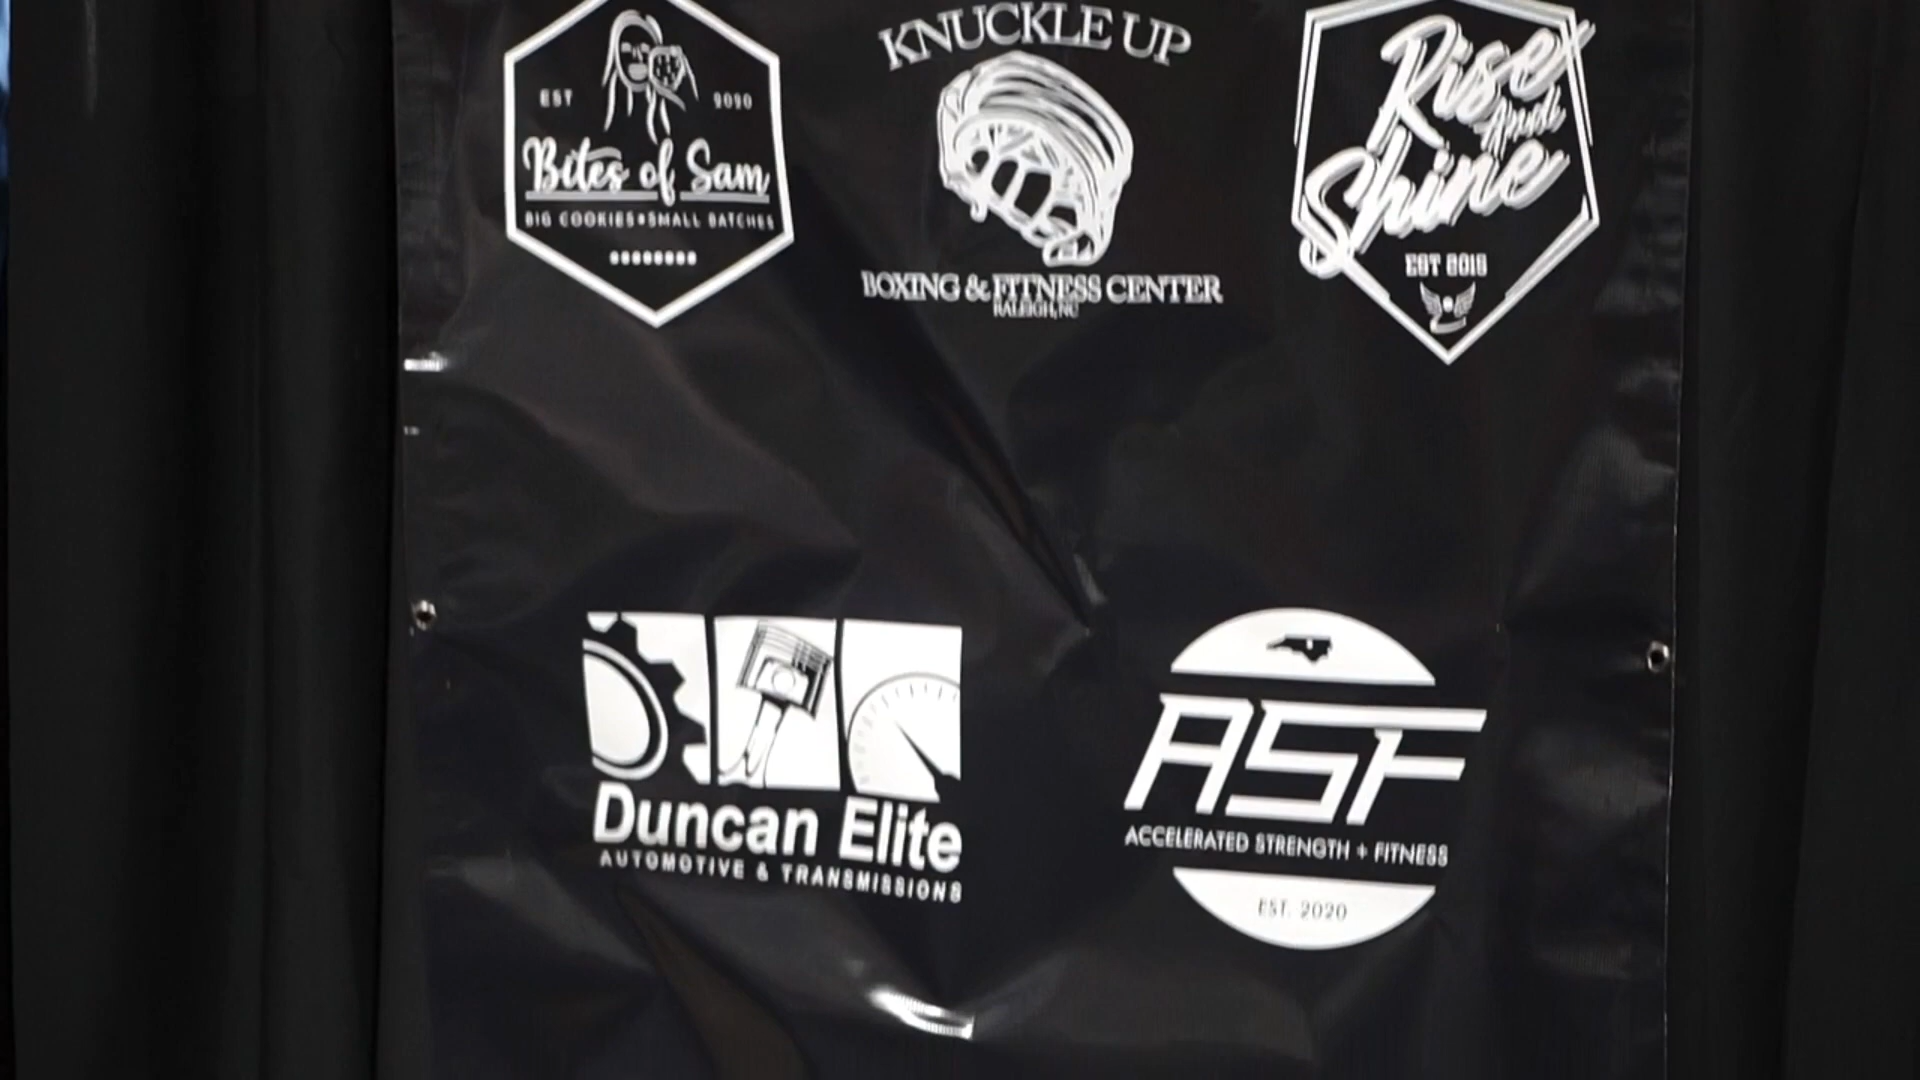 EST 2020
Bites of Sam
BIG COOKIES•SMALL BATCHES
KNUCKLE UP
BOXING & FITNESS CENTER
RALEIGH, NC
Rise
And
Shine
EST
Duncan Elite
AUTOMOTIVE & TRANSMISSIONS
ASF
ACCELERATED STRENGTH + FITNESS
EST. 2020